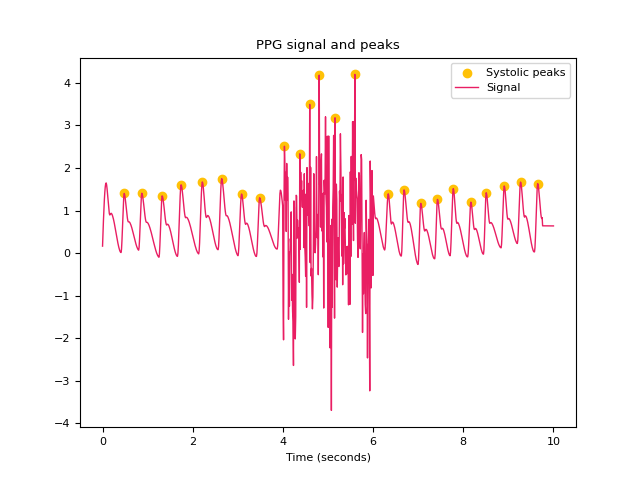 PPG signal and peaks
Systolic peaks
Signal
4
3
2
1
0
−1
−2
−3
−4
0 2 4 6 8 10
Time (seconds)